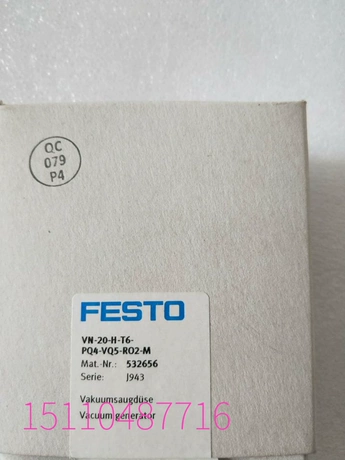 QC
079
P4
FESTO
VN-20-H-T6-
PQ4-VQ5-RO2-M
Mat.-Nr.: 532656
Serie: J943
Vakuumsaugdüse
Vacuum generator
15110487716